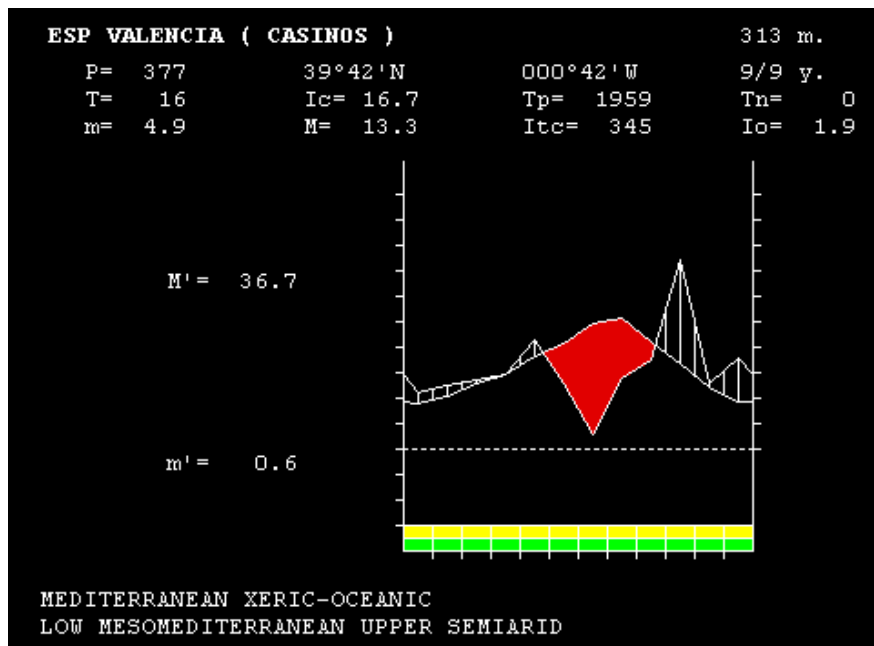 ESP VALENCIA ( CASINOS ) 313 m.
P= 377 39°42'N 000°42'W 9/9 y.
T= 16 Ic= 16.7 Tp= 1959 Tn= 0
m= 4.9 M= 13.3 Itc= 345 Io= 1.9
M'= 36.7
m'= 0.6
MEDITERRANEAN XERIC-OCEANIC
LOW MESOMEDITERRANEAN UPPER SEMIARID